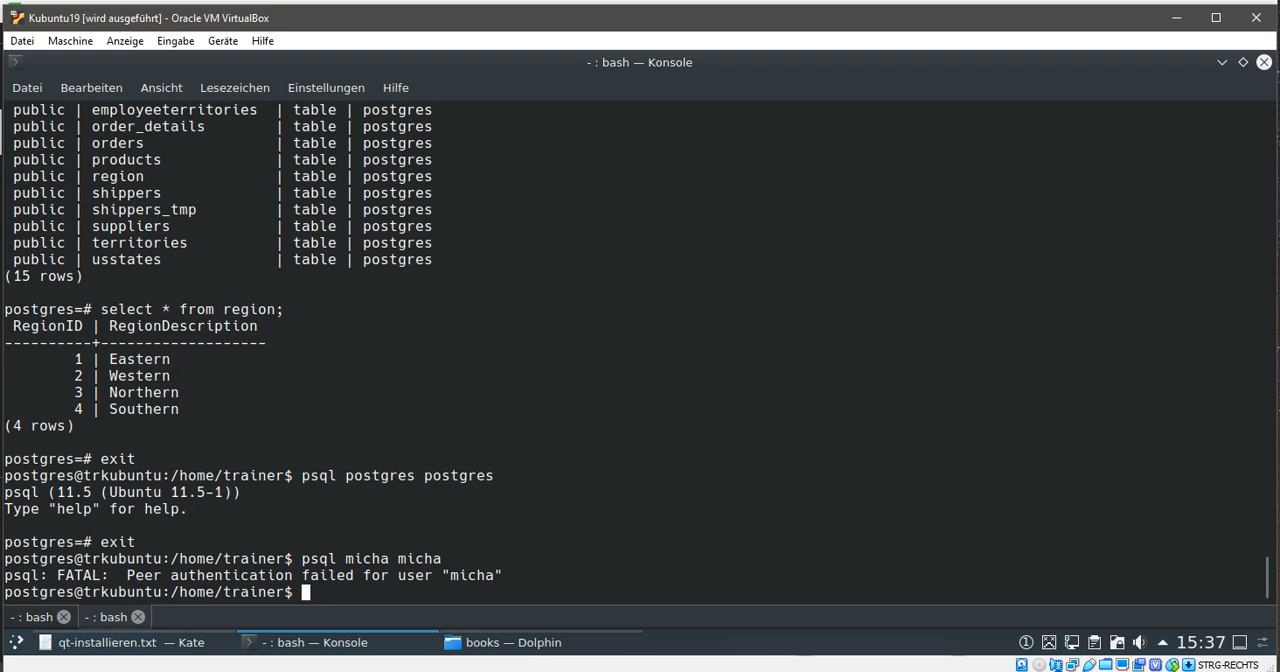 Kubuntu19 [wird ausgeführt] - Oracle VM VirtualBox
Datei Maschine Anzeige Eingabe Geräte Hilfe
- : bash — Konsole
Datei Bearbeiten Ansicht Lesezeichen Einstellungen Hilfe
public | employeeterritories | table | postgres
public | order_details | table | postgres
public | orders | table | postgres
public | products | table | postgres
public | region | table | postgres
public | shippers | table | postgres
public | shippers_tmp | table | postgres
public | suppliers | table | postgres
public | territories | table | postgres
public | usstates | table | postgres
(15 rows)
postgres=# select * from region;
RegionID | RegionDescription
----------+-------------------
1 | Eastern
2 | Western
3 | Northern
4 | Southern
(4 rows)
postgres=# exit
postgres@trkubuntu:/home/trainer$ psql postgres postgres
psql (11.5 (Ubuntu 11.5-1))
Type "help" for help.
postgres=# exit
postgres@trkubuntu:/home/trainer$ psql micha micha
psql: FATAL:  Peer authentication failed for user "micha"
postgres@trkubuntu:/home/trainer$
- : bash - : bash
qt-installieren.txt — Kate - : bash — Konsole books — Dolphin 1 15:37
STRG-RECHTS